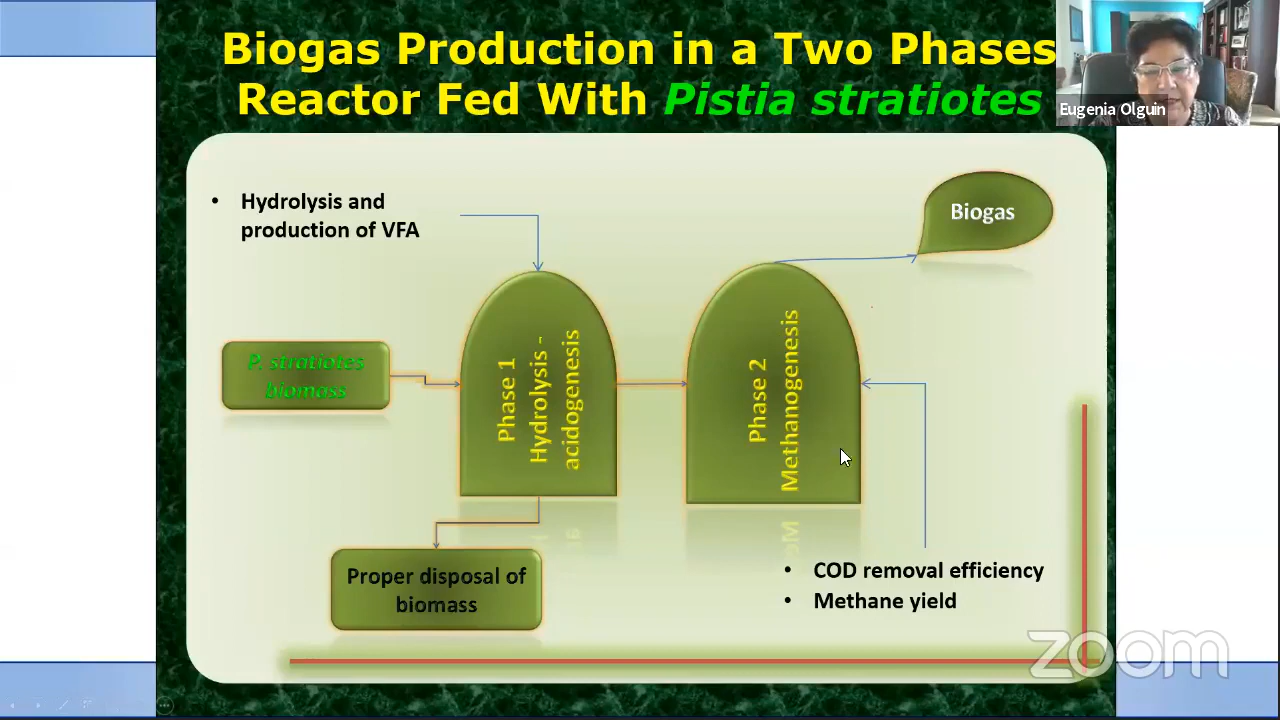 Biogas Production in a Two Phases
Reactor Fed With Pistia stratiotes
Eugenia Olguin
• Hydrolysis and
production of VFA
Biogas
P. stratiotes
biomass
Phase 1
Hydrolysis -
acidogenesis
Phase 2
Methanogenesis
Proper disposal of
biomass
• COD removal efficiency
• Methane yield
zoom